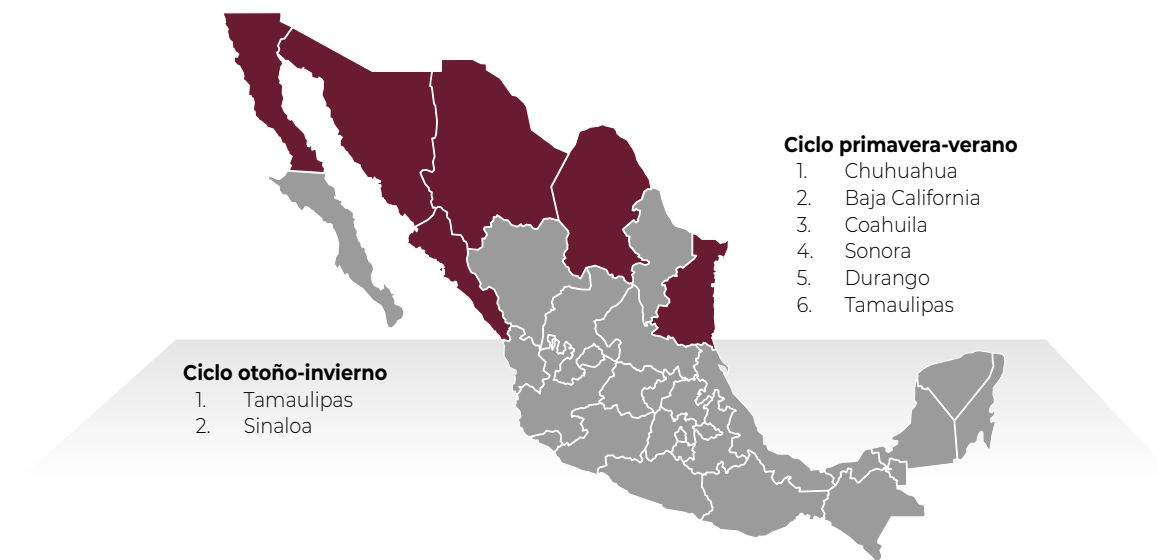 Ciclo primavera-verano
1. Chuhuahua
2. Baja California
3. Coahuila
4. Sonora
5. Durango
6. Tamaulipas
Ciclo otoño-invierno
1. Tamaulipas
2. Sinaloa